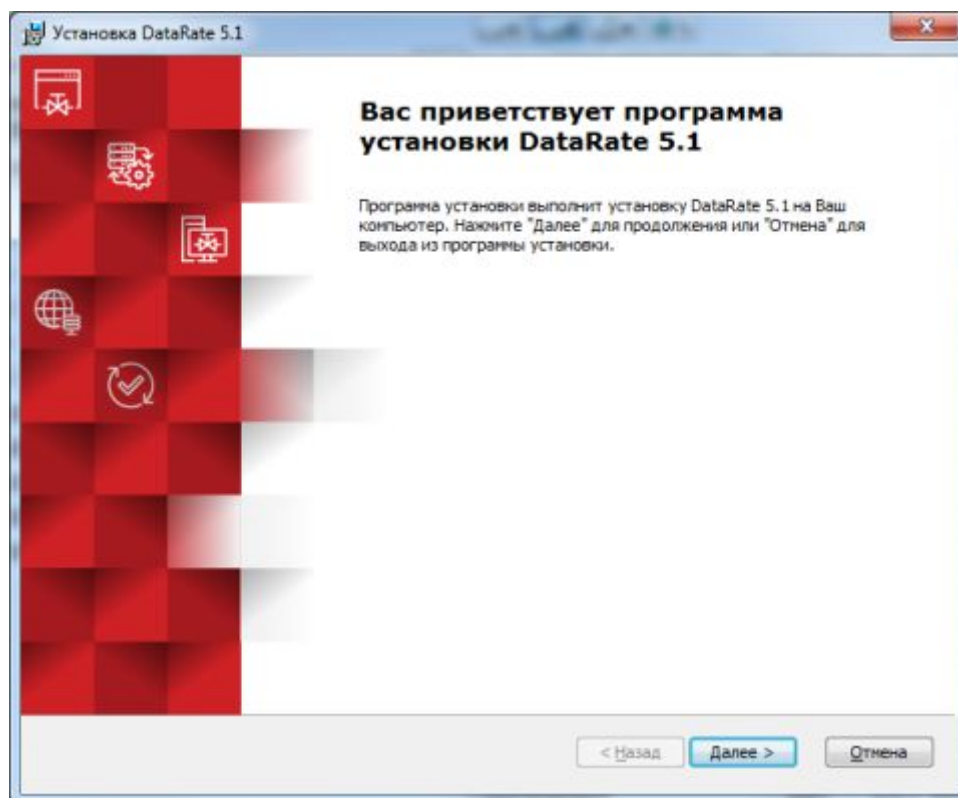 Установка DataRate 5.1
Вас приветствует программа
установки DataRate 5.1
Программа установки выполнит установку DataRate 5.1 на Ваш
компьютер. Нажмите "Далее" для продолжения или "Отмена" для
выхода из программы установки.
< Назад
Далее >
Отмена